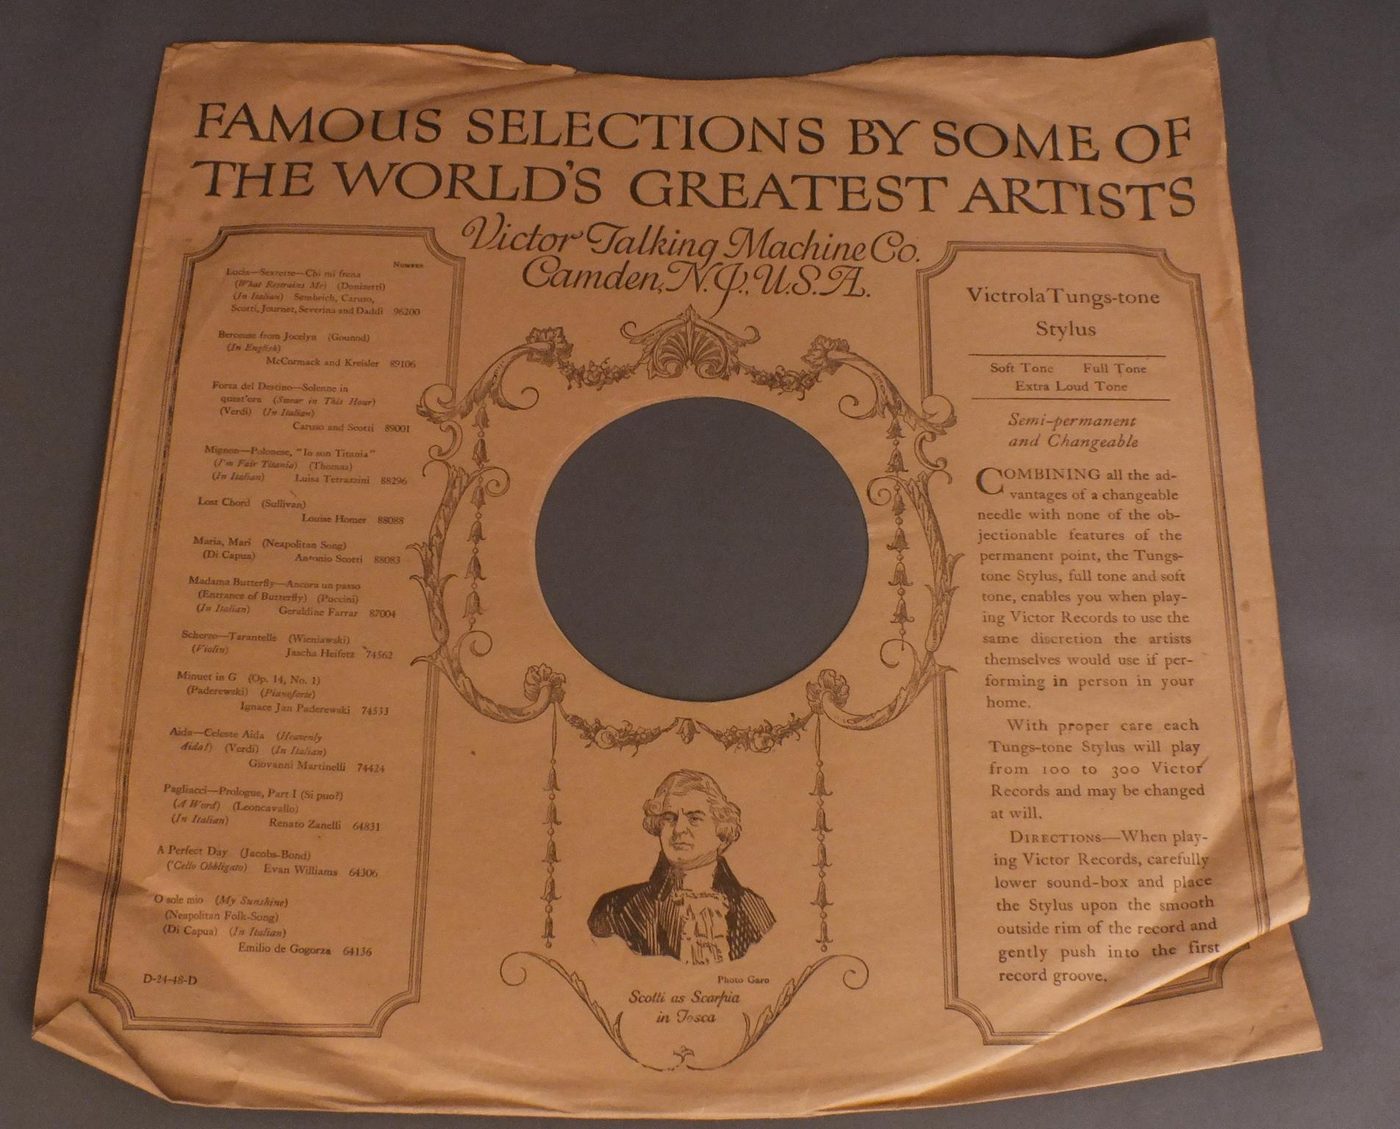 FAMOUS SELECTIONS BY SOME OF
THE WORLD'S GREATEST ARTISTS
Victor Talking Machine Co.
Camden, N.J., U.S.A.
NUMBER
Lucia—Sextette—Chi mi frena
(What Restrains Me) (Donizetti)
(In Italian) Sembrich, Caruso,
Scotti, Journet, Severina and Daddi 96200
Berceuse from Jocelyn (Gounod)
(In English)
McCormack and Kreisler 89106
Forza del Destino—Solenne in
quest'ora (Swear in This Hour)
(Verdi) (In Italian)
Caruso and Scotti 89001
Mignon—Polonese, "Io son Titania"
(I'm Fair Titania) (Thomas)
(In Italian) Luisa Tetrazzini 88296
Lost Chord (Sullivan)
Louise Homer 88088
Maria, Mari (Neapolitan Song)
(Di Capua) Antonio Scotti 88083
Madama Butterfly—Ancora un passo
(Entrance of Butterfly) (Puccini)
(In Italian) Geraldine Farrar 87004
Scherzo—Tarantelle (Wieniawski)
(Violin) Jascha Heifetz 74562
Minuet in G (Op. 14, No. 1)
(Paderewski) (Pianoforte)
Ignace Jan Paderewski 74533
Aida—Celeste Aida (Heavenly
Aida!) (Verdi) (In Italian)
Giovanni Martinelli 74424
Pagliacci—Prologue, Part I (Si puo?)
(A Word) (Leoncavallo)
(In Italian) Renato Zanelli 64831
A Perfect Day (Jacobs-Bond)
('Cello Obbligato) Evan Williams 64306
O sole mio (My Sunshine)
(Neapolitan Folk-Song)
(Di Capua) (In Italian)
Emilio de Gogorza 64136
D-24-48-D
Photo Garo
Scotti as Scarpia
in Tosca
Victrola Tungs-tone
Stylus
Soft Tone Full Tone
Extra Loud Tone
Semi-permanent
and Changeable
COMBINING all the ad-
vantages of a changeable
needle with none of the ob-
jectionable features of the
permanent point, the Tungs-
tone Stylus, full tone and soft
tone, enables you when play-
ing Victor Records to use the
same discretion the artists
themselves would use if per-
forming in person in your
home.
With proper care each
Tungs-tone Stylus will play
from 100 to 300 Victor
Records and may be changed
at will.
DIRECTIONS—When play-
ing Victor Records, carefully
lower sound-box and place
the Stylus upon the smooth
outside rim of the record and
gently push into the first
record groove.